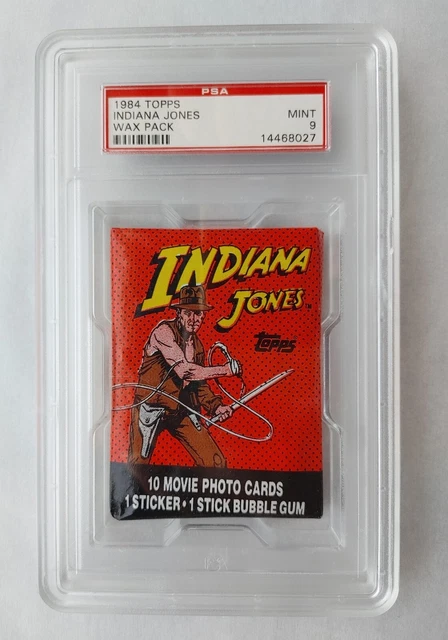 PSA
1984 TOPPS
INDIANA JONES MINT
WAX PACK 9
14468027
INDIANA
JONES™
topps
10 MOVIE PHOTO CARDS
1 STICKER • 1 STICK BUBBLE GUM